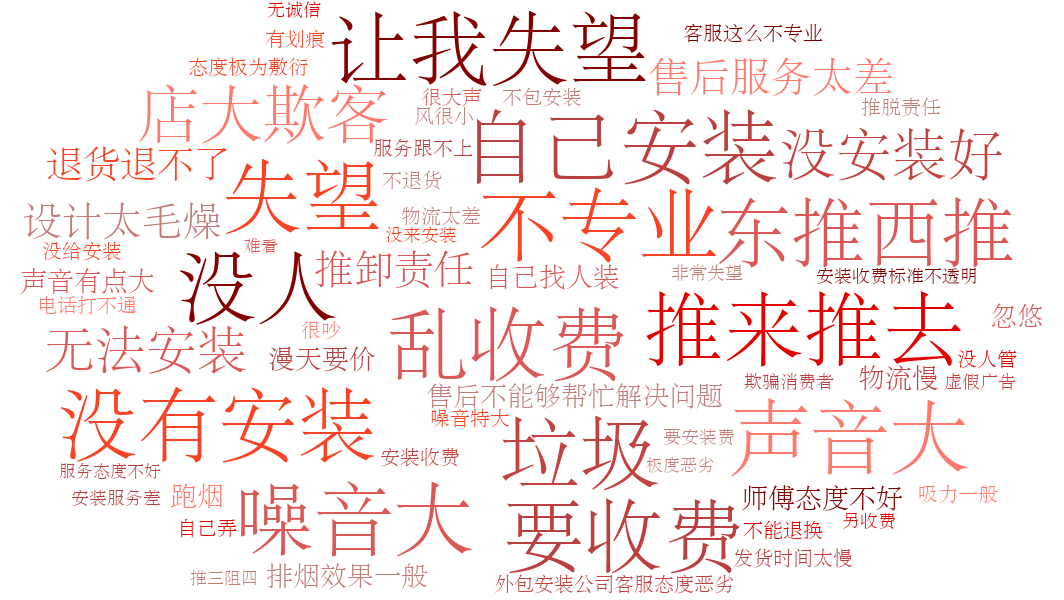 无诚信
让我失望
客服这么不专业
有划痕
态度极为敷衍
售后服务太差
店大欺客
很大声
不包安装
推脱责任
风很小
自己安装
没安装好
服务跟不上
退货退不了
失望
不退货
不专业
东推西推
设计太毛燥
物流太差
没来安装
没给安装
难看
没人
推卸责任
自己找人装
非常失望
安装收费标准不透明
声音有点大
电话打不通
很吵
乱收费
推来推去
忽悠
无法安装
漫天要价
没人管
欺骗消费者
物流慢
虚假广告
没有安装
售后不能够帮忙解决问题
噪音特大
垃圾
声音大
要安装费
安装收费
极度恶劣
服务态度不好
安装服务差
跑烟
噪音大
师傅态度不好
吸力一般
自己弄
要收费
不能退换
另收费
发货时间太慢
推三阻四
排烟效果一般
外包安装公司客服态度恶劣